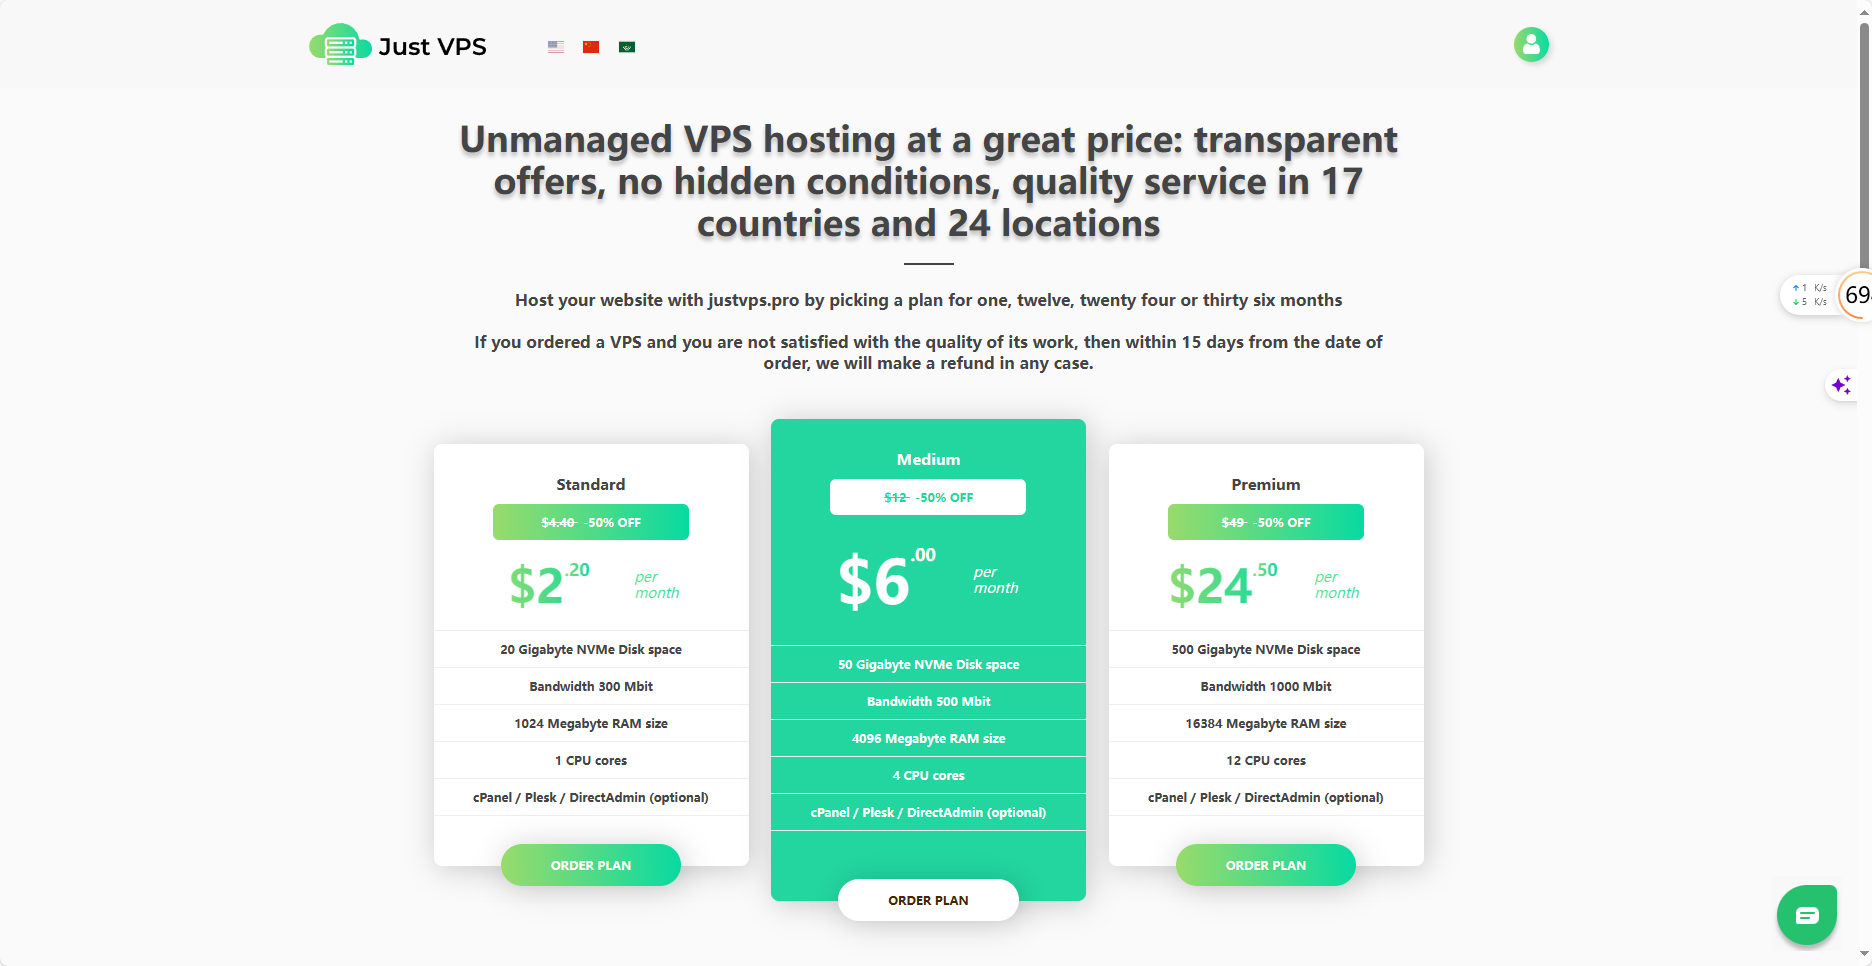 Just VPS
Unmanaged VPS hosting at a great price: transparent
offers, no hidden conditions, quality service in 17
countries and 24 locations
Host your website with justvps.pro by picking a plan for one, twelve, twenty four or thirty six months
If you ordered a VPS and you are not satisfied with the quality of its work, then within 15 days from the date of
order, we will make a refund in any case.
Standard
$4.40 -50% OFF
$2.20 per
month
20 Gigabyte NVMe Disk space
Bandwidth 300 Mbit
1024 Megabyte RAM size
1 CPU cores
cPanel / Plesk / DirectAdmin (optional)
ORDER PLAN
Medium
$12 -50% OFF
$6.00 per
month
50 Gigabyte NVMe Disk space
Bandwidth 500 Mbit
4096 Megabyte RAM size
4 CPU cores
cPanel / Plesk / DirectAdmin (optional)
ORDER PLAN
Premium
$49 -50% OFF
$24.50 per
month
500 Gigabyte NVMe Disk space
Bandwidth 1000 Mbit
16384 Megabyte RAM size
12 CPU cores
cPanel / Plesk / DirectAdmin (optional)
ORDER PLAN
↑ 1 K/s
↓ 5 K/s